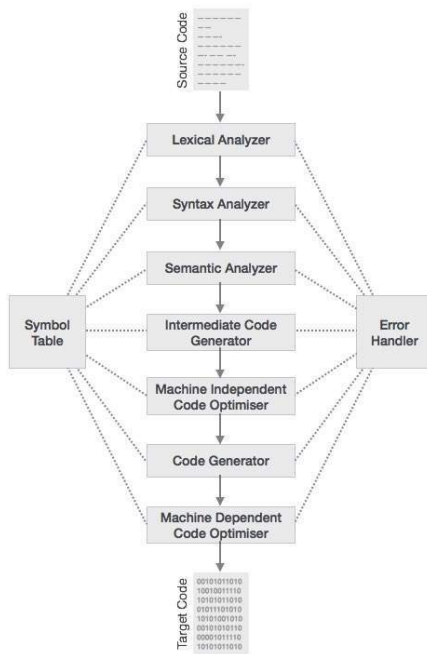 Source Code
Lexical Analyzer
Syntax Analyzer
Semantic Analyzer
Symbol
Table
Intermediate Code
Generator
Error
Handler
Machine Independent
Code Optimiser
Code Generator
Machine Dependent
Code Optimiser
Target Code
00101011010
10010011110
10101011010
01011101010
10101001010
00101010110
00001011110
10101011010